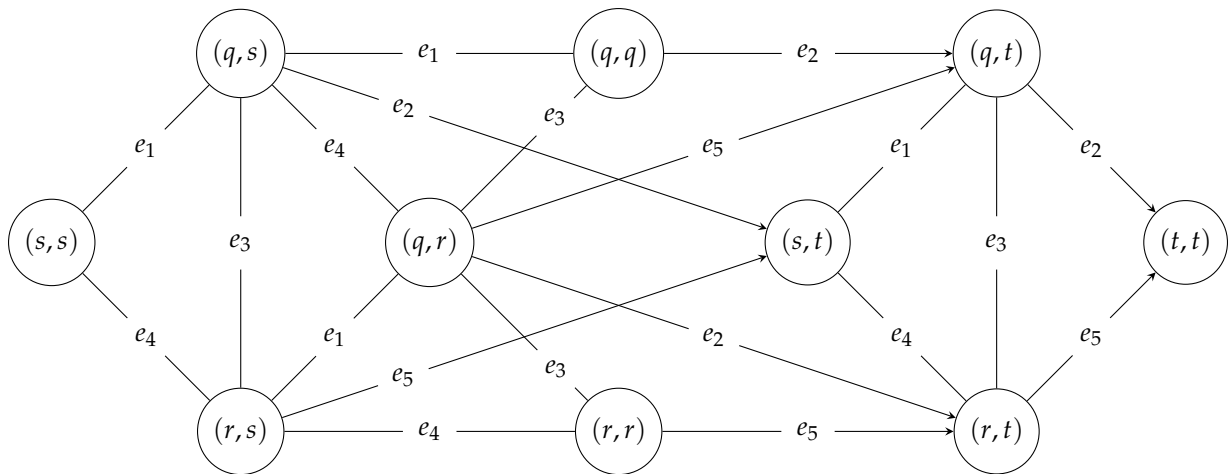 (q, s) e₁ (q, q) e₂ (q, t)
e₂
e₃
e₁ e₄ e₅ e₁ e₂
(s, s) e₃ (q, r) (s, t) e₃ (t, t)
e₄ e₁ e₂ e₄ e₅
e₃
e₅
(r, s) e₄ (r, r) e₅ (r, t)